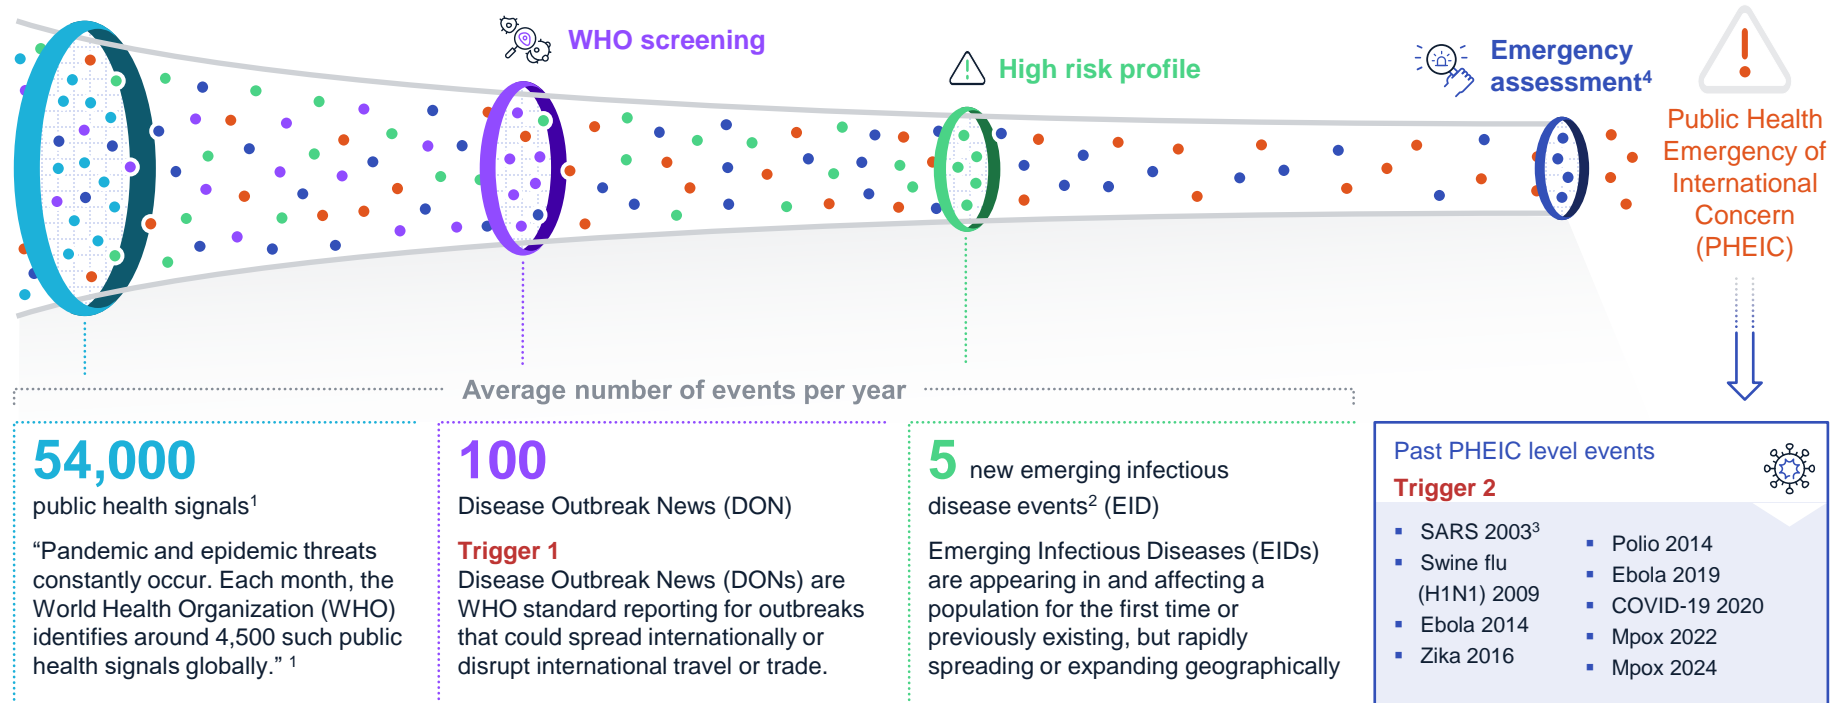 WHO screening
High risk profile
Emergency
assessment⁴
Public Health
Emergency of
International
Concern
(PHEIC)
Average number of events per year
54,000
public health signals¹
“Pandemic and epidemic threats
constantly occur. Each month, the
World Health Organization (WHO)
identifies around 4,500 such public
health signals globally.” ¹
100
Disease Outbreak News (DON)
Trigger 1
Disease Outbreak News (DONs) are
WHO standard reporting for outbreaks
that could spread internationally or
disrupt international travel or trade.
5 new emerging infectious
disease events² (EID)
Emerging Infectious Diseases (EIDs)
are appearing in and affecting a
population for the first time or
previously existing, but rapidly
spreading or expanding geographically
Past PHEIC level events
Trigger 2
▪ SARS 2003³
▪ Swine flu
(H1N1) 2009
▪ Ebola 2014
▪ Zika 2016
▪ Polio 2014
▪ Ebola 2019
▪ COVID-19 2020
▪ Mpox 2022
▪ Mpox 2024